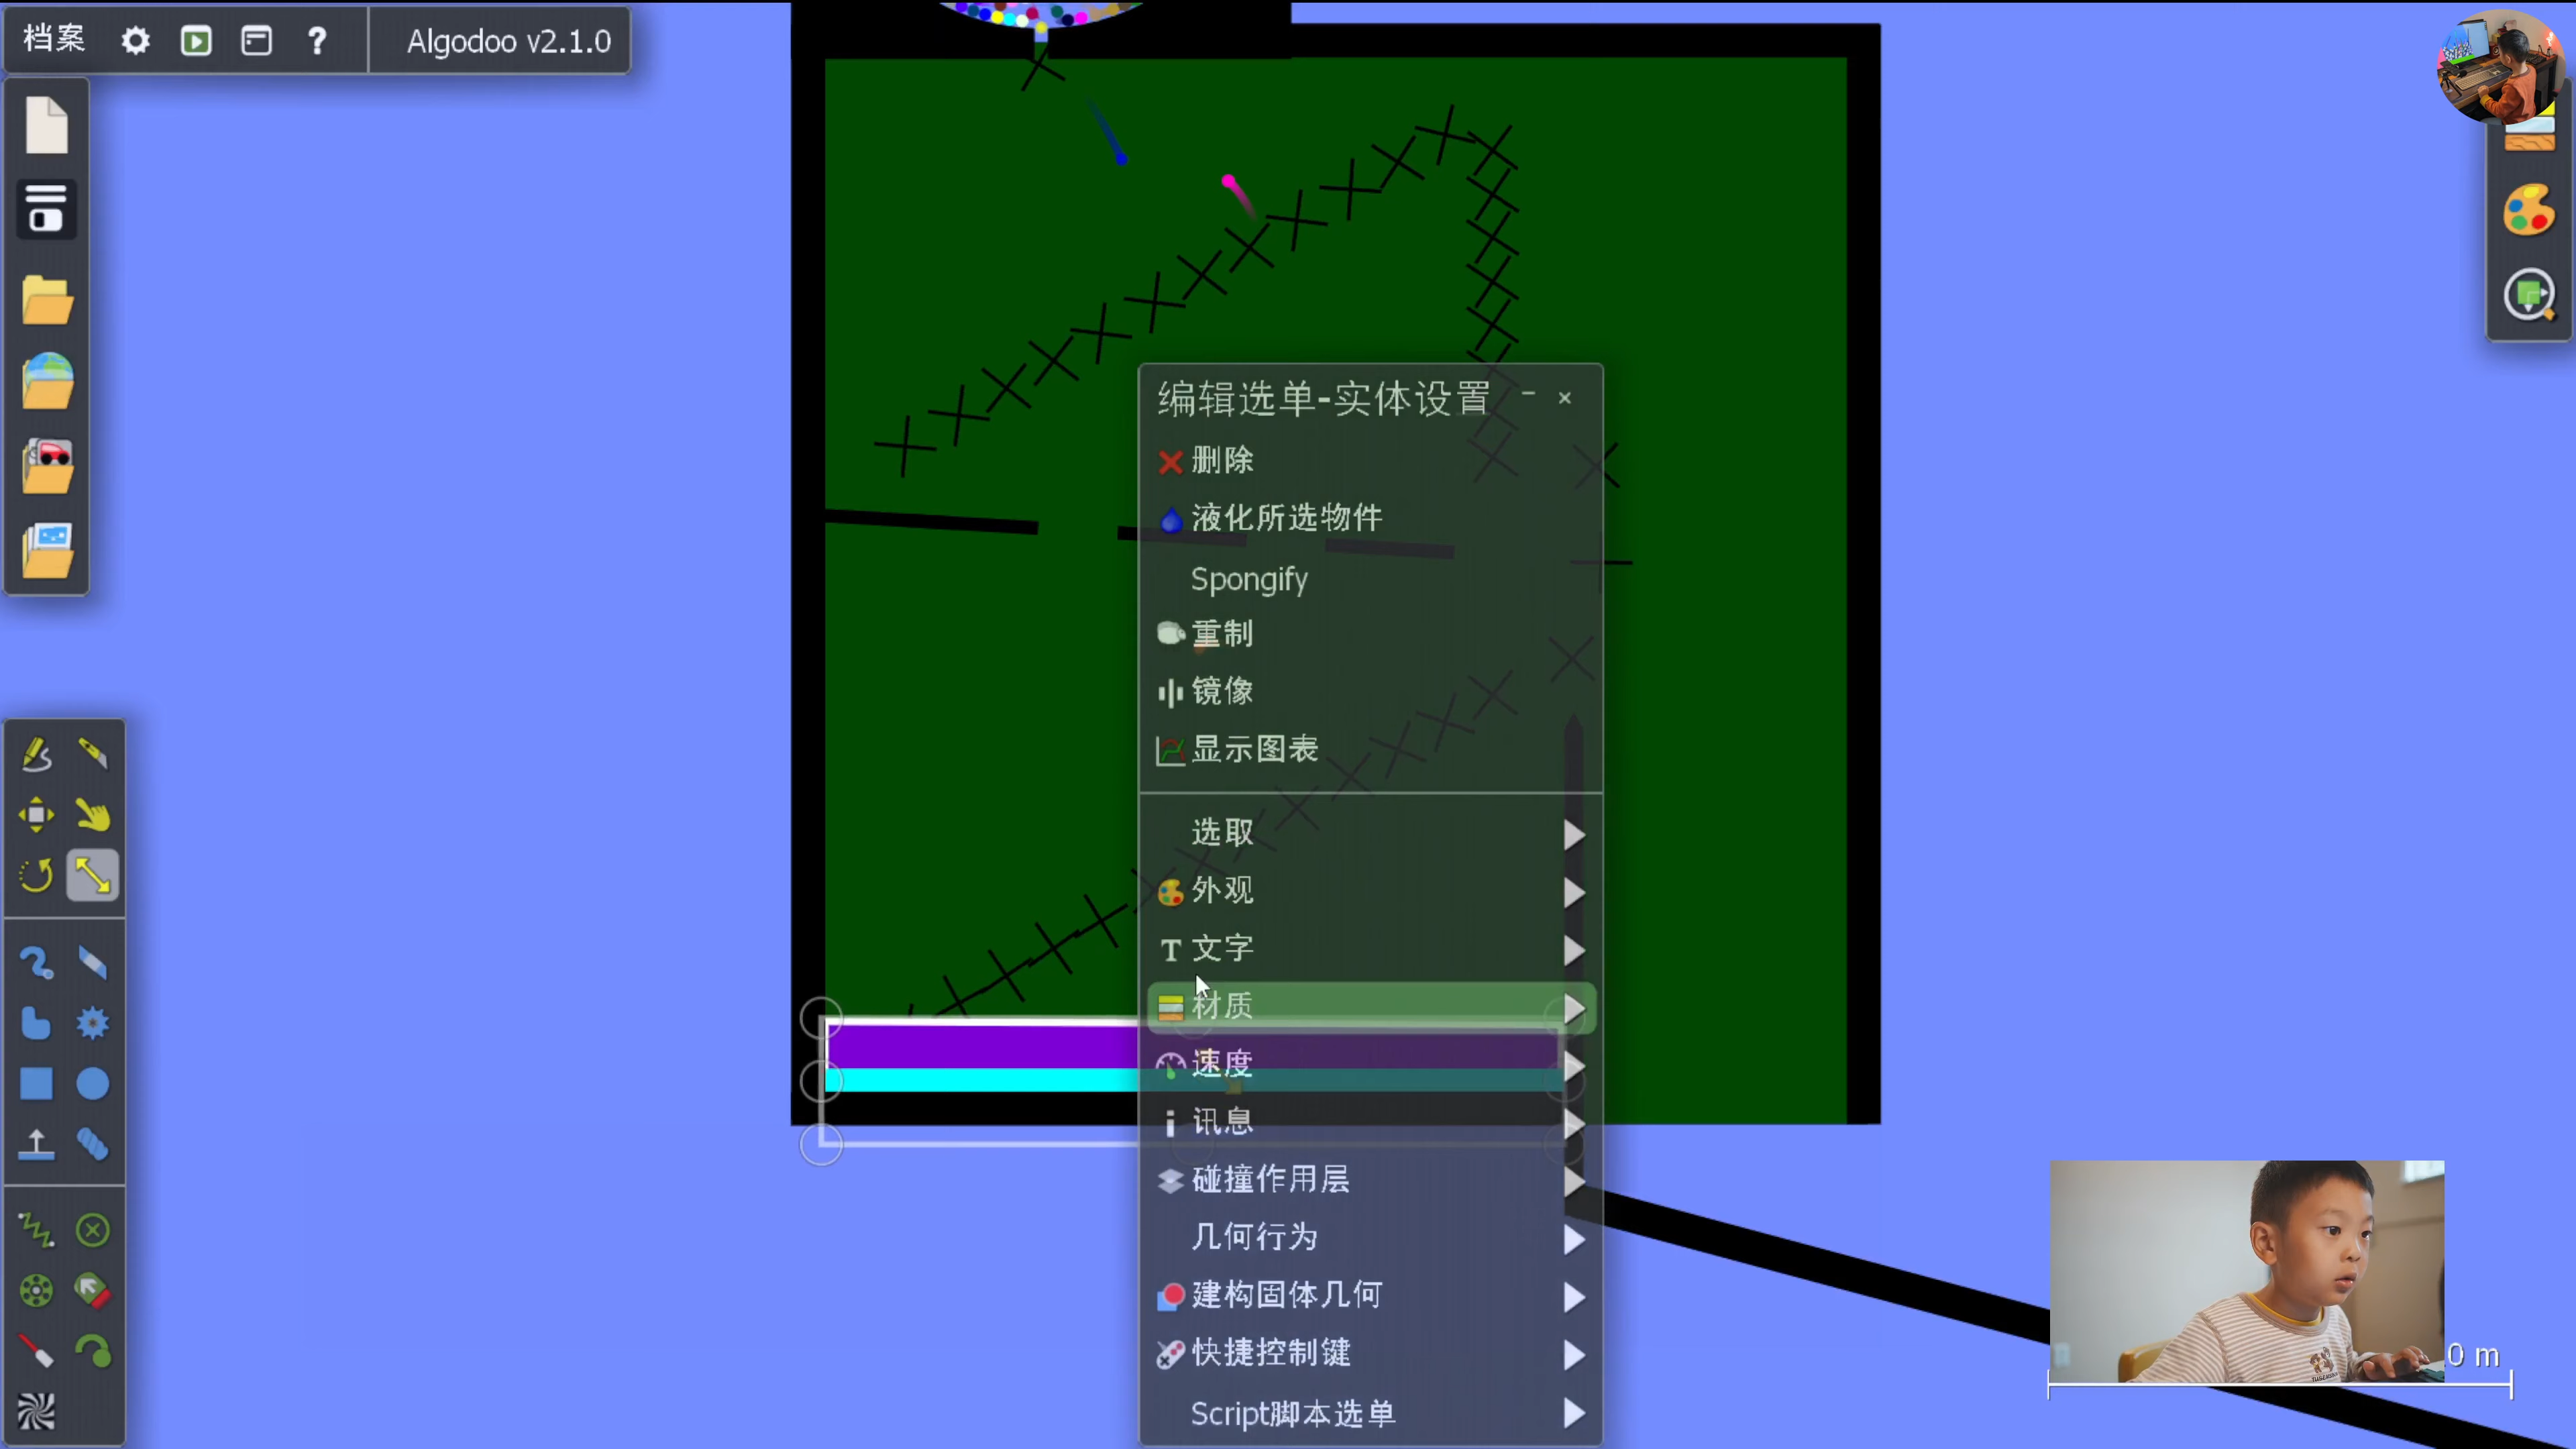 档案
?
Algodoo v2.1.0
编辑选单-实体设置
删除
液化所选物件
Spongify
重制
镜像
显示图表
选取
外观
T 文字
材质
速度
讯息
碰撞作用层
几何行为
建构固体几何
快捷控制键
Script脚本选单
0 m